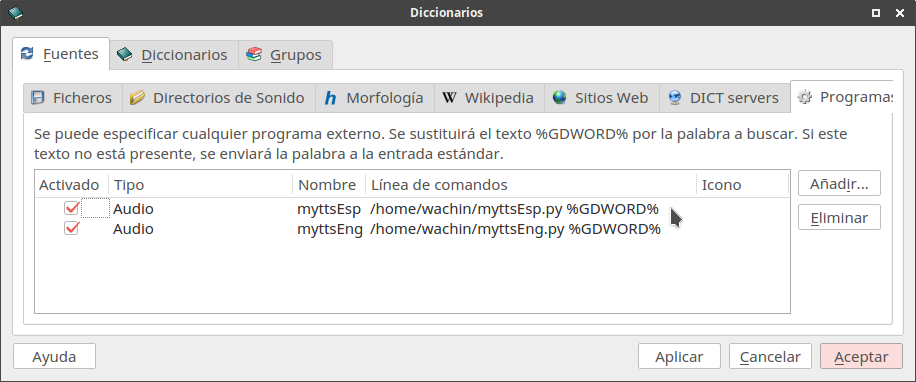 Diccionarios
Fuentes Diccionarios Grupos
Ficheros Directorios de Sonido Morfología Wikipedia Sitios Web DICT servers Programas
Se puede especificar cualquier programa externo. Se sustituirá el texto %GDWORD% por la palabra a buscar. Si este
texto no está presente, se enviará la palabra a la entrada estándar.
Activado Tipo Nombre Línea de comandos Icono
Audio myttsEsp /home/wachin/myttsEsp.py %GDWORD%
Audio myttsEng /home/wachin/myttsEng.py %GDWORD%
Añadir...
Eliminar
Ayuda Aplicar Cancelar Aceptar